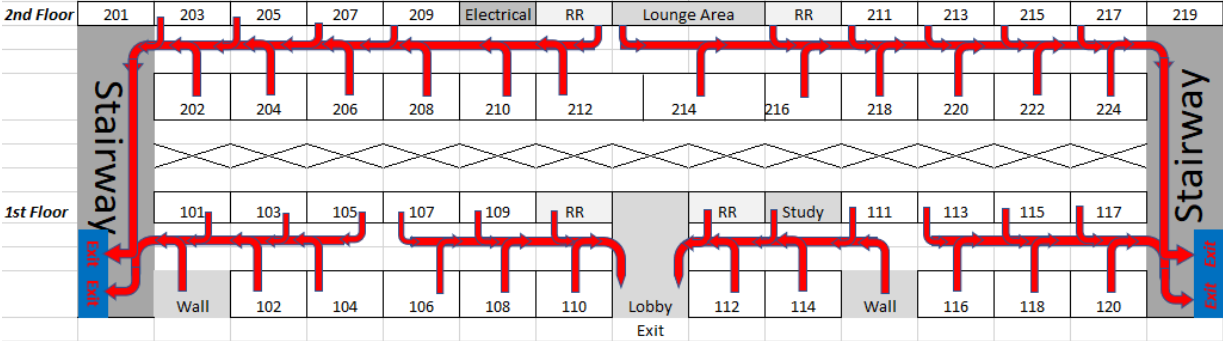 2nd Floor 201 203 205 207 209 Electrical RR Lounge Area RR 211 213 215 217 219
Stairway
202 204 206 208 210 212 214 216 218 220 222 224
Stairway
1st Floor 101 103 105 107 109 RR RR Study 111 113 115 117
Exit
Exit
Exit
Exit
Wall 102 104 106 108 110 Lobby 112 114 Wall 116 118 120
Exit